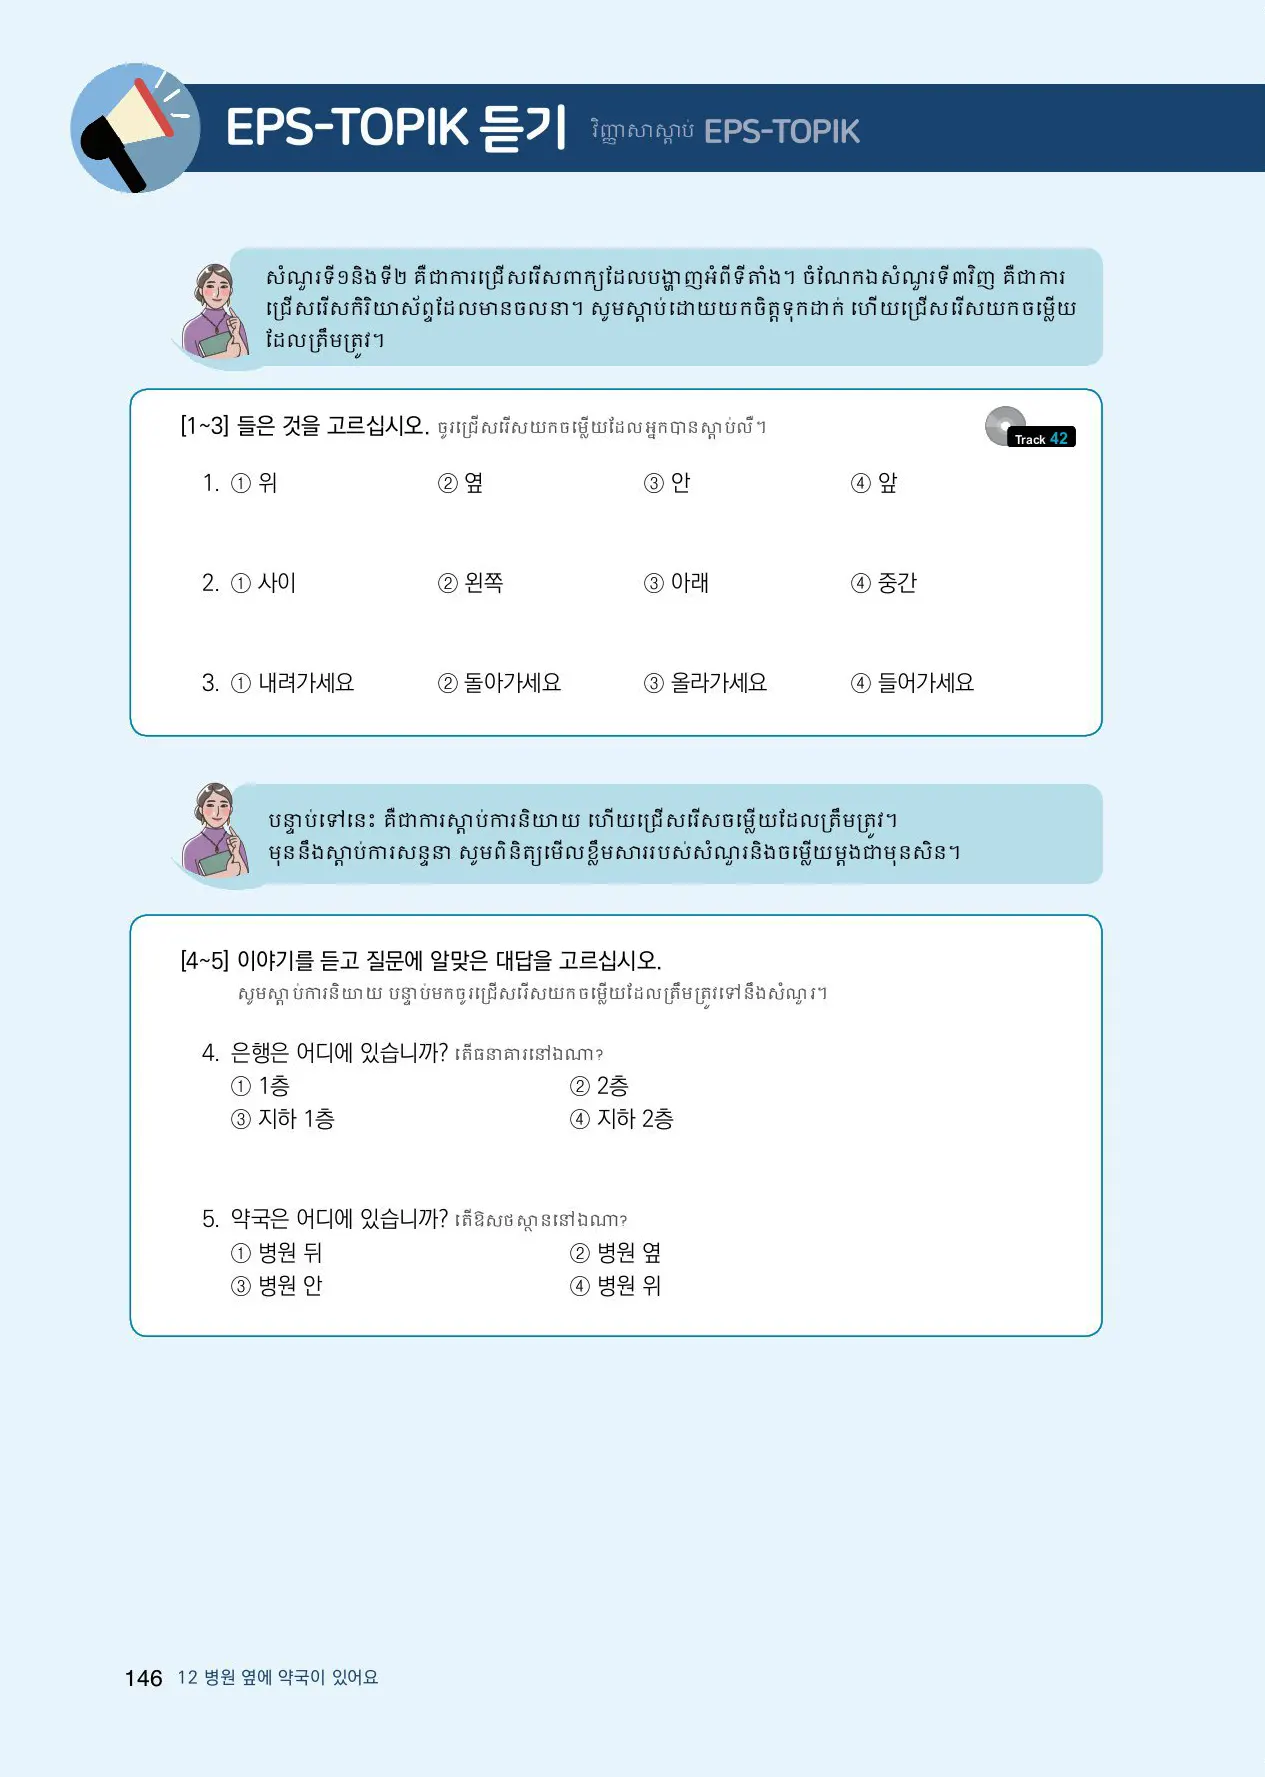 EPS-TOPIK 듣기 វិញ្ញាសាស្តាប់ EPS-TOPIK
សំណួរទី១និងទី២ គឺជាការជ្រើសរើសពាក្យដែលបង្ហាញអំពីទីតាំង។ ចំណែកឯសំណួរទី៣វិញ គឺជាការ
ជ្រើសរើសកិរិយាស័ព្ទដែលមានចលនា។ សូមស្តាប់ដោយយកចិត្តទុកដាក់ ហើយជ្រើសរើសយកចម្លើយ
ដែលត្រឹមត្រូវ។
[1~3] 들은 것을 고르십시오. ចូរជ្រើសរើសយកចម្លើយដែលអ្នកបានស្តាប់លឺ។
Track 42
1. ① 위 ② 옆 ③ 안 ④ 앞
2. ① 사이 ② 왼쪽 ③ 아래 ④ 중간
3. ① 내려가세요 ② 돌아가세요 ③ 올라가세요 ④ 들어가세요
បន្ទាប់ទៅនេះ គឺជាការស្តាប់ការនិយាយ ហើយជ្រើសរើសចម្លើយដែលត្រឹមត្រូវ។
មុននឹងស្តាប់ការសន្ទនា សូមពិនិត្យមើលខ្លឹមសាររបស់សំណួរនិងចម្លើយម្តងជាមុនសិន។
[4~5] 이야기를 듣고 질문에 알맞은 대답을 고르십시오.
សូមស្តាប់ការនិយាយ បន្ទាប់មកចូរជ្រើសរើសយកចម្លើយដែលត្រឹមត្រូវទៅនឹងសំណួរ។
4. 은행은 어디에 있습니까? តើធនាគារនៅឯណា?
① 1층 ② 2층
③ 지하 1층 ④ 지하 2층
5. 약국은 어디에 있습니까? តើឱសថស្ថាននៅឯណា?
① 병원 뒤 ② 병원 옆
③ 병원 안 ④ 병원 위
146 12 병원 옆에 약국이 있어요